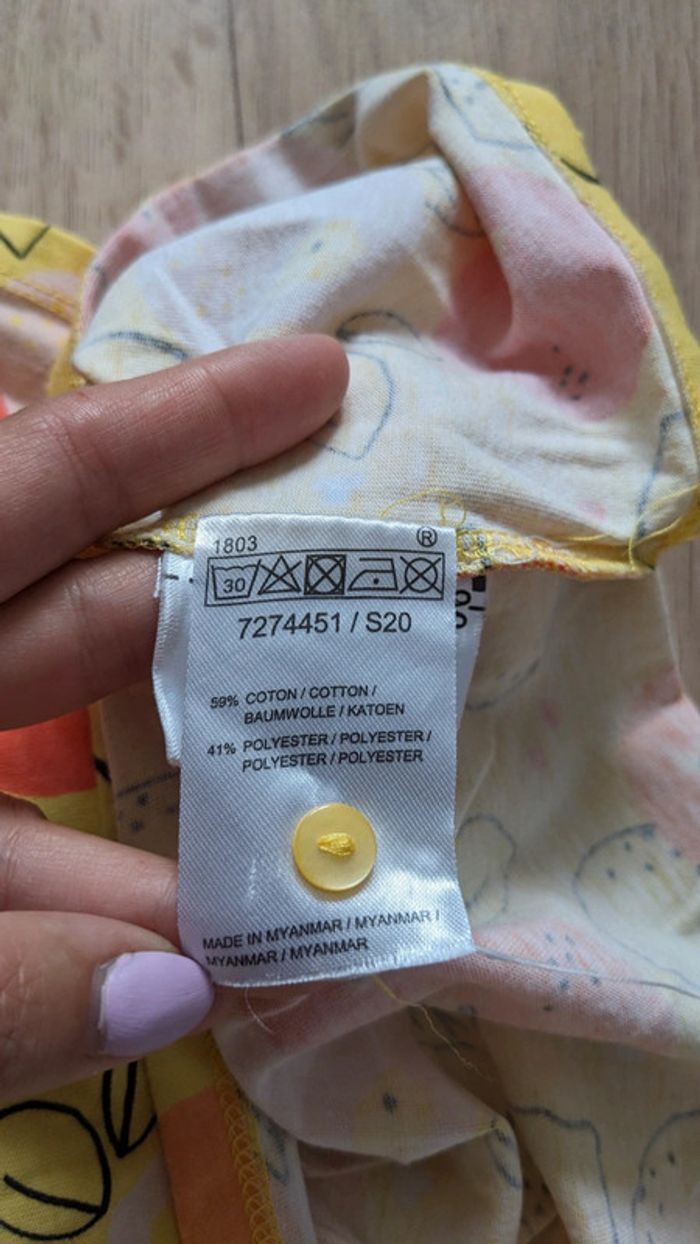 1803 ®
30
7274451 / S20
59% COTON / COTTON /
BAUMWOLLE / KATOEN
41% POLYESTER / POLYESTER /
POLYESTER / POLYESTER
MADE IN MYANMAR / MYANMAR /
MYANMAR / MYANMAR